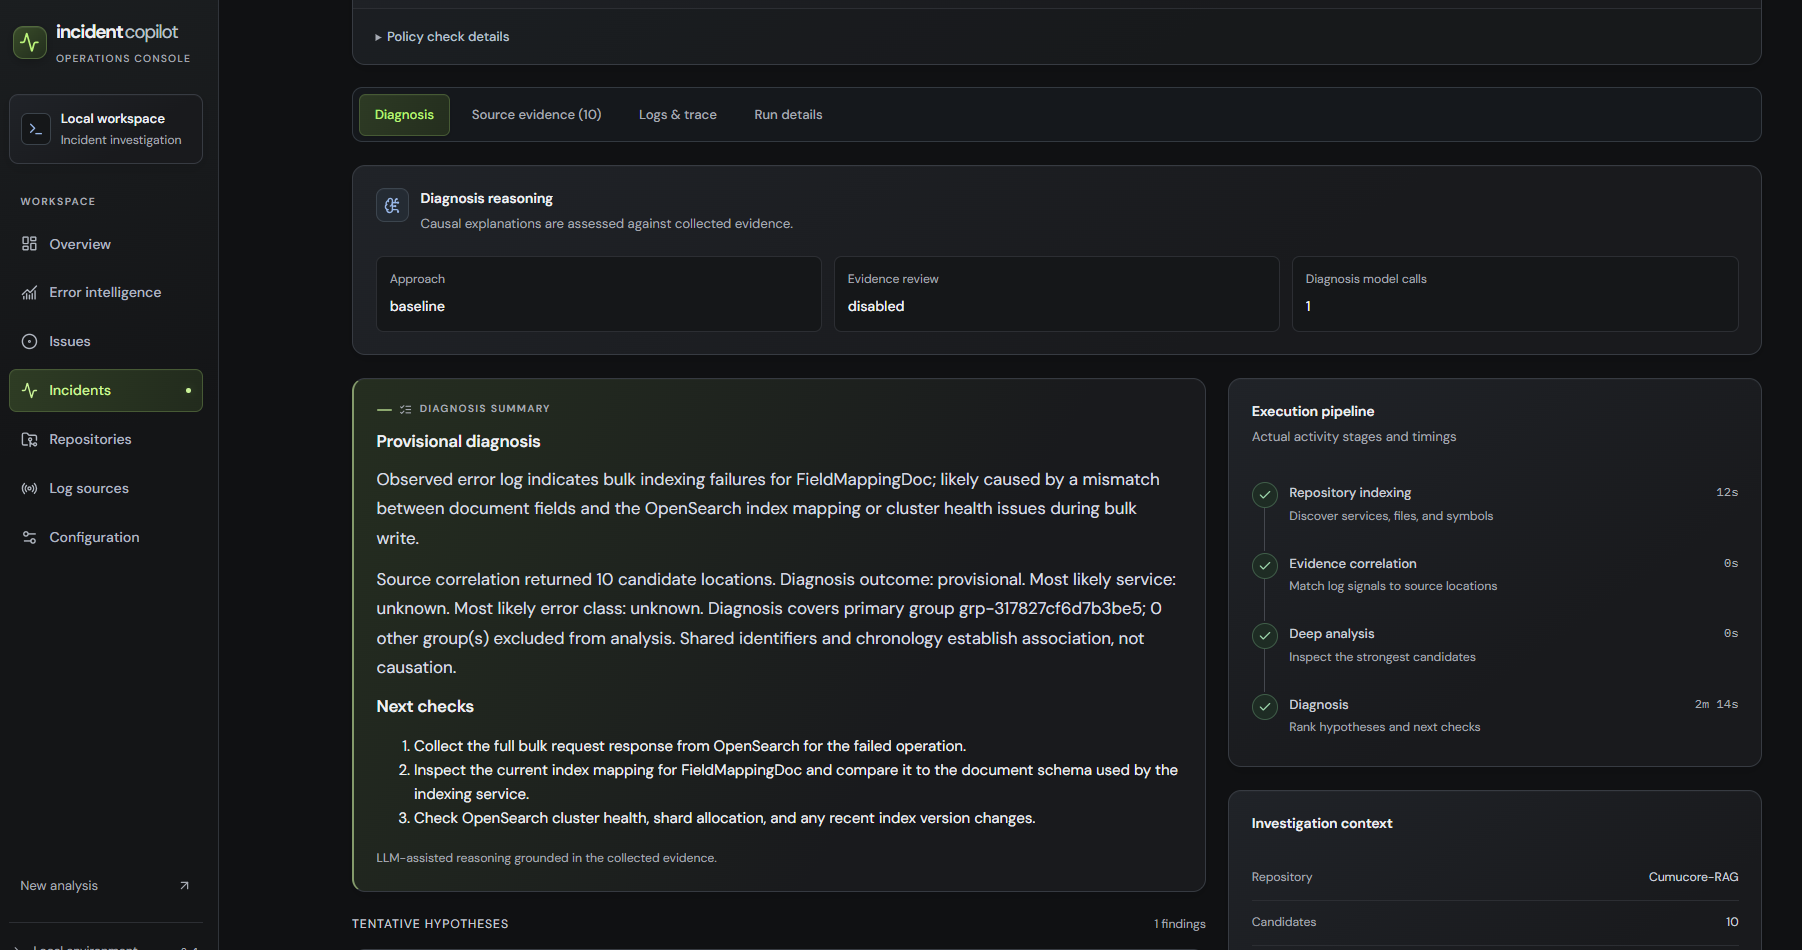 incident copilot
OPERATIONS CONSOLE
Local workspace
Incident investigation
WORKSPACE
Overview
Error intelligence
Issues
Incidents
Repositories
Log sources
Configuration
New analysis
Local environment
Policy check details
Diagnosis
Source evidence (10)
Logs & trace
Run details
Diagnosis reasoning
Causal explanations are assessed against collected evidence.
Approach
baseline
Evidence review
disabled
Diagnosis model calls
1
DIAGNOSIS SUMMARY
Provisional diagnosis
Observed error log indicates bulk indexing failures for FieldMappingDoc; likely caused by a mismatch
between document fields and the OpenSearch index mapping or cluster health issues during bulk
write.
Source correlation returned 10 candidate locations. Diagnosis outcome: provisional. Most likely service:
unknown. Most likely error class: unknown. Diagnosis covers primary group grp-317827cf6d7b3be5; 0
other group(s) excluded from analysis. Shared identifiers and chronology establish association, not
causation.
Next checks
1. Collect the full bulk request response from OpenSearch for the failed operation.
2. Inspect the current index mapping for FieldMappingDoc and compare it to the document schema used by the
indexing service.
3. Check OpenSearch cluster health, shard allocation, and any recent index version changes.
LLM-assisted reasoning grounded in the collected evidence.
TENTATIVE HYPOTHESES
1 findings
Execution pipeline
Actual activity stages and timings
Repository indexing 12s
Discover services, files, and symbols
Evidence correlation 0s
Match log signals to source locations
Deep analysis 0s
Inspect the strongest candidates
Diagnosis 2m 14s
Rank hypotheses and next checks
Investigation context
Repository Cumucore-RAG
Candidates 10